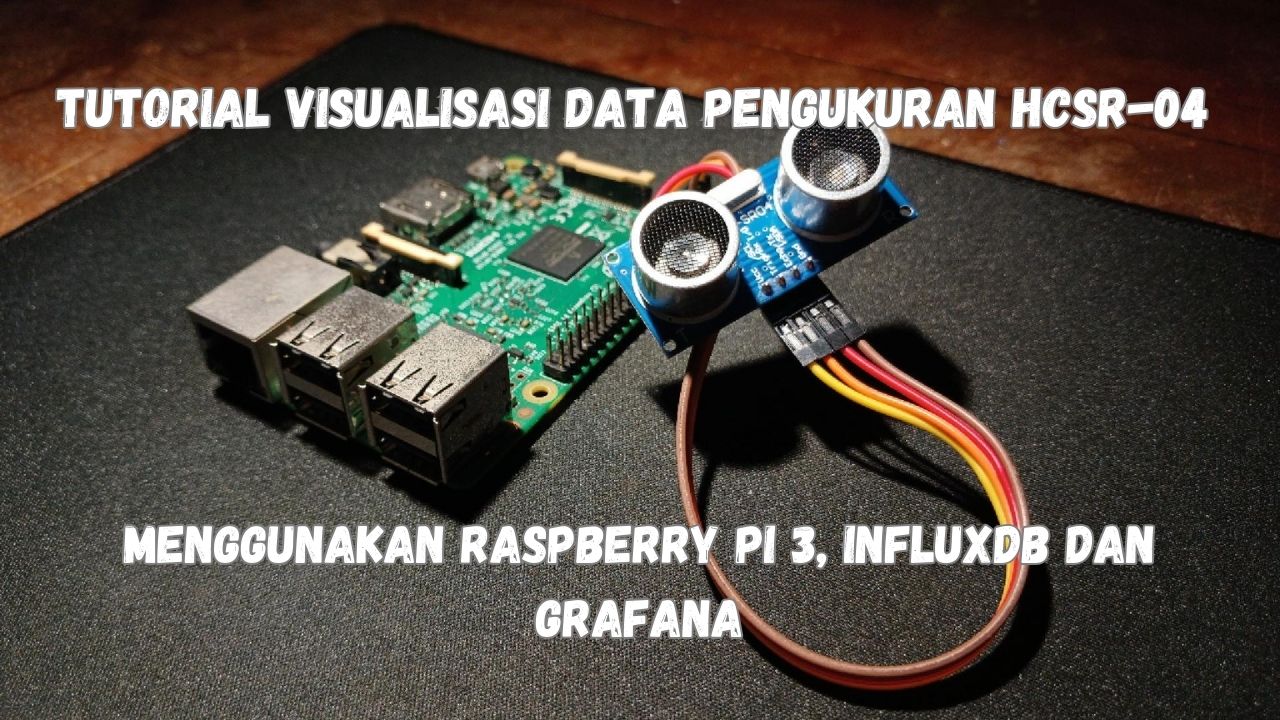 TUTORIAL VISUALISASI DATA PENGUKURAN HCSR-04
MENGGUNAKAN RASPBERRY PI 3, INFLUXDB DAN
GRAFANA